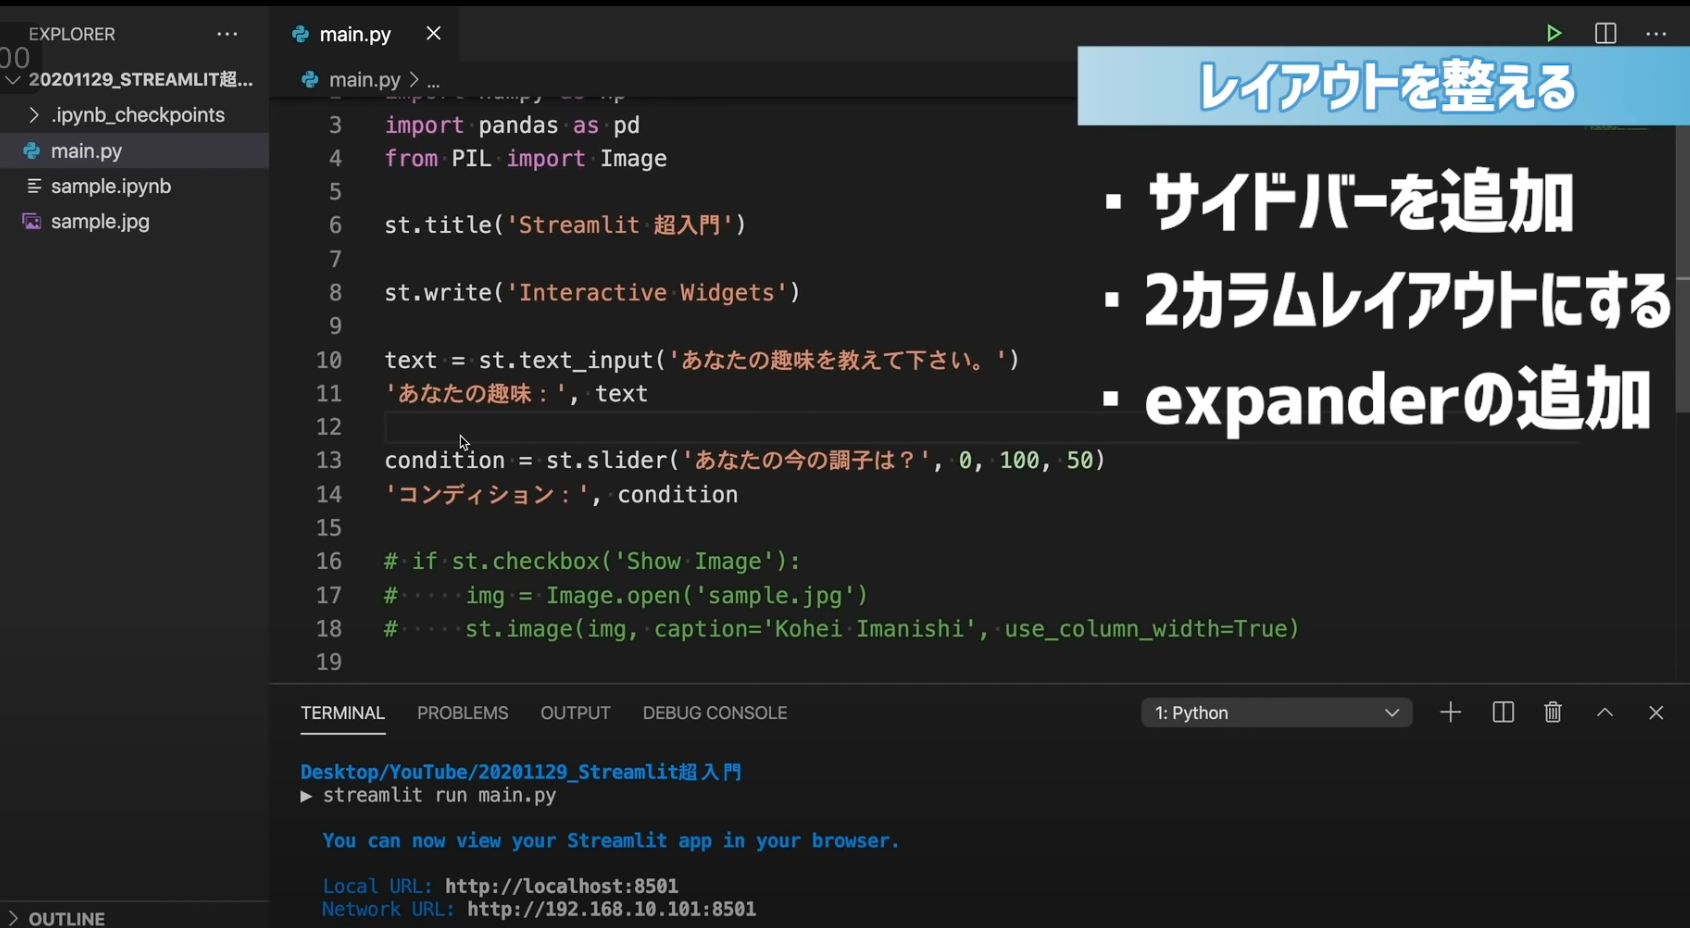 EXPLORER
00
20201129_STREAMLIT超...
.ipynb_checkpoints
main.py
sample.ipynb
sample.jpg
OUTLINE
main.py
main.py > ...
レイアウトを整える
・サイドバーを追加
・2カラムレイアウトにする
・expanderの追加
2 import numpy as np
3 import pandas as pd
4 from PIL import Image
5
6 st.title('Streamlit 超入門')
7
8 st.write('Interactive Widgets')
9
10 text = st.text_input('あなたの趣味を教えて下さい。')
11 'あなたの趣味：', text
12
13 condition = st.slider('あなたの今の調子は？', 0, 100, 50)
14 'コンディション：', condition
15
16 # if st.checkbox('Show Image'):
17 #     img = Image.open('sample.jpg')
18 #     st.image(img, caption='Kohei Imanishi', use_column_width=True)
19
TERMINAL PROBLEMS OUTPUT DEBUG CONSOLE 1: Python
Desktop/YouTube/20201129_Streamlit超入門
▶ streamlit run main.py
You can now view your Streamlit app in your browser.
Local URL: http://localhost:8501
Network URL: http://192.168.10.101:8501